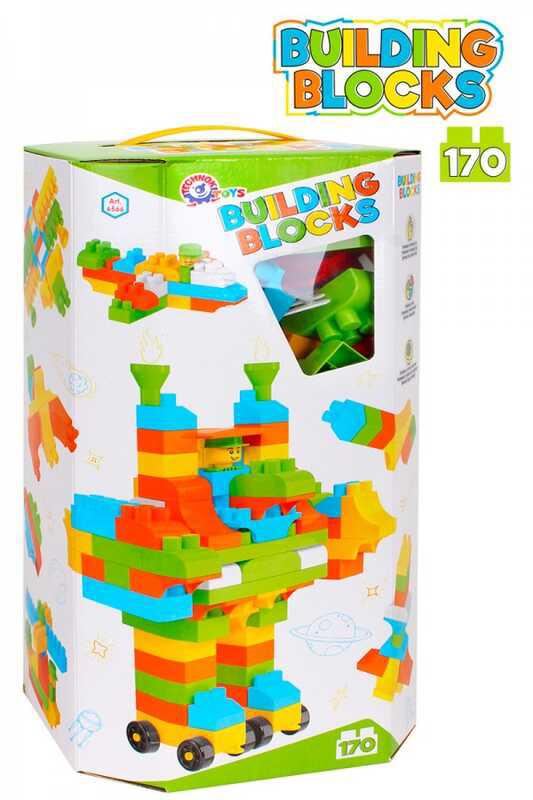 BUILDING
BLOCKS
170
Art.
6566
TECHNOK
TOYS
BUILDING
BLOCKS
BUILDING
BLOCKS
170